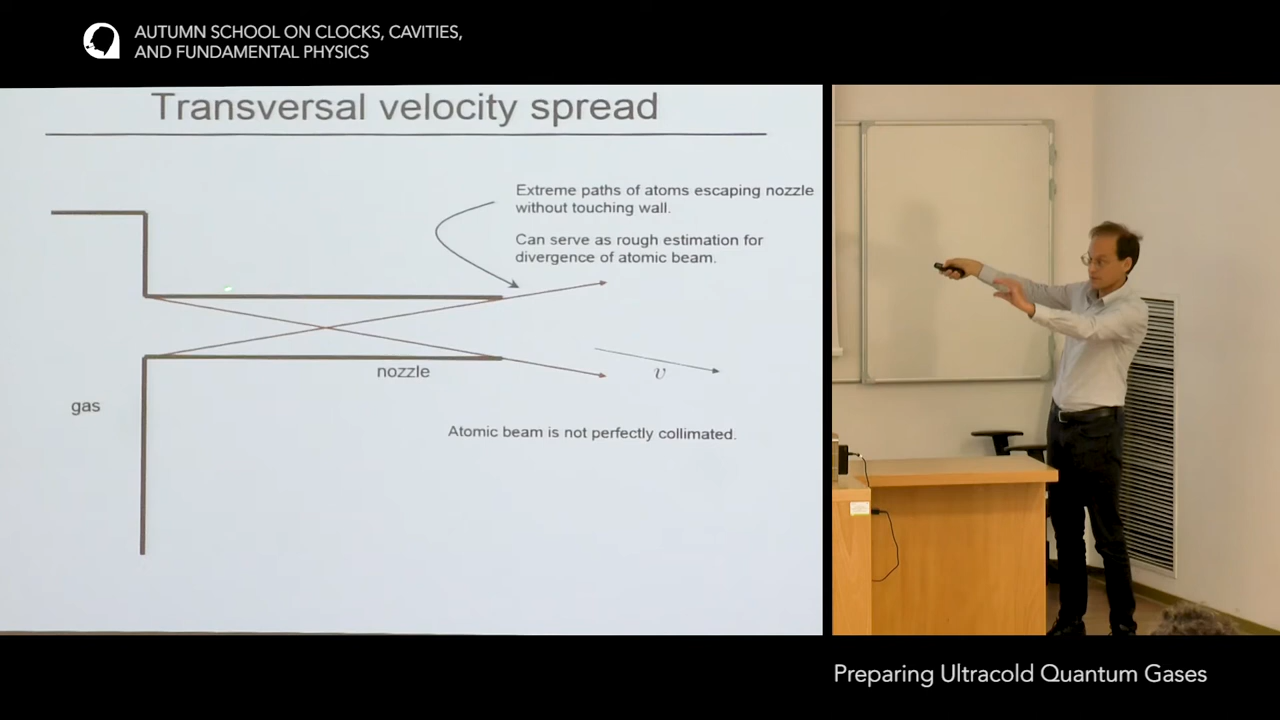 AUTUMN SCHOOL ON CLOCKS, CAVITIES,
AND FUNDAMENTAL PHYSICS
Transversal velocity spread
Extreme paths of atoms escaping nozzle
without touching wall.
Can serve as rough estimation for
divergence of atomic beam.
nozzle
v
gas
Atomic beam is not perfectly collimated.
Preparing Ultracold Quantum Gases